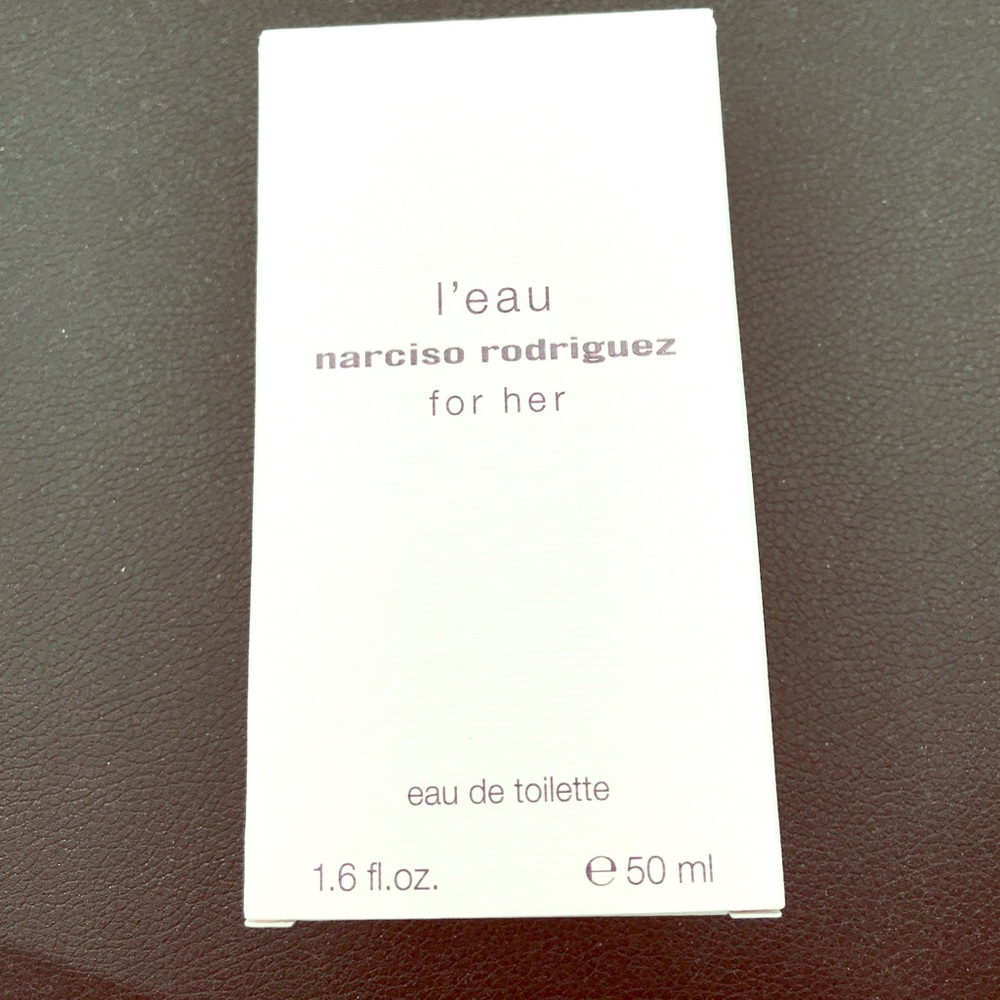 l'eau
narciso rodriguez
for her
eau de toilette
1.6 fl.oz. ℮ 50 ml